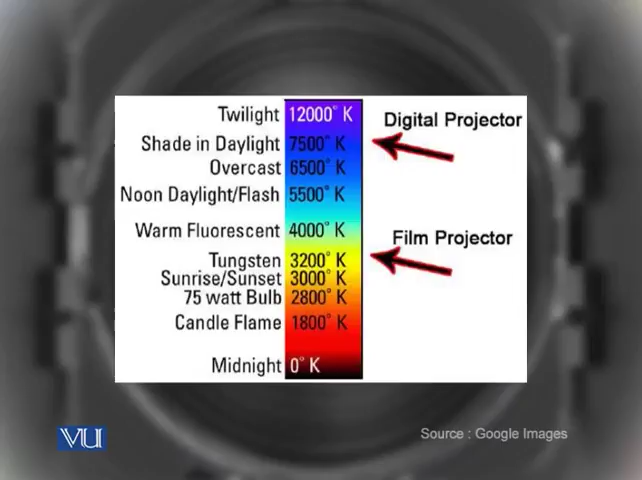 Twilight 12000° K
Digital Projector
Shade in Daylight 7500° K
Overcast 6500° K
Noon Daylight/Flash 5500° K
Warm Fluorescent 4000° K
Film Projector
Tungsten 3200° K
Sunrise/Sunset 3000° K
75 watt Bulb 2800° K
Candle Flame 1800° K
Midnight 0° K
VU
Source : Google Images